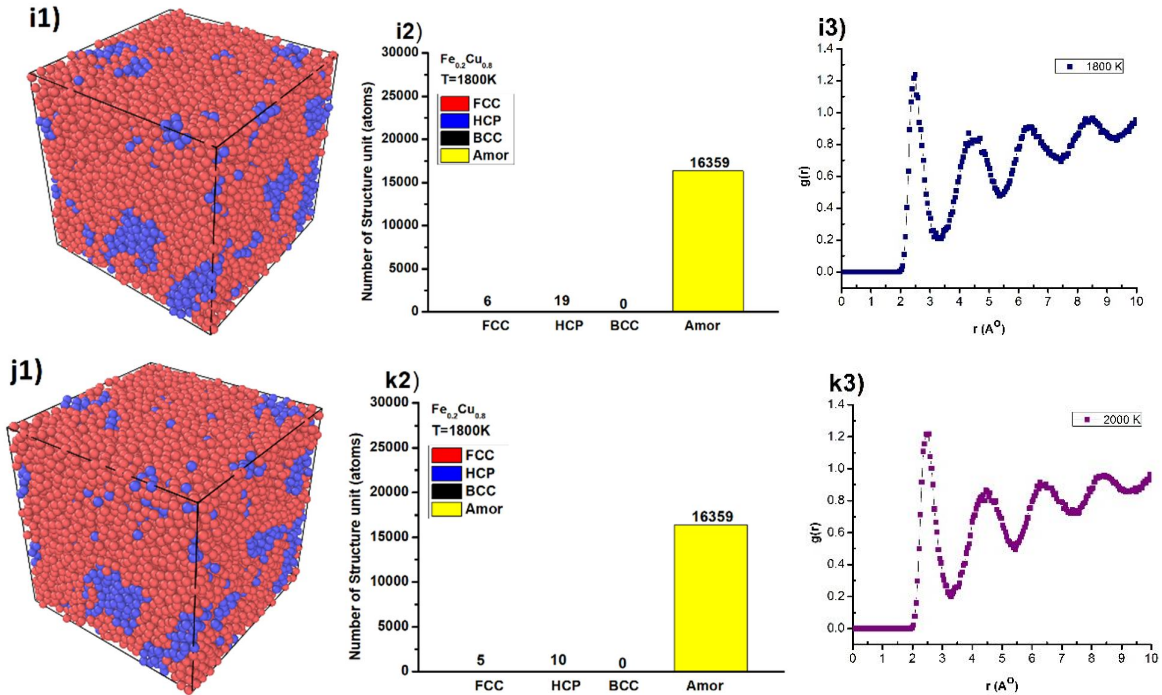 i1)
i2)
Number of Structure unit (atoms)
30000
25000
20000
15000
10000
5000
0
Fe0.2Cu0.8
T=1800K
FCC
HCP
BCC
Amor
6
19
0
16359
FCC
HCP
BCC
Amor
i3)
g(r)
1.4
1.2
1.0
0.8
0.6
0.4
0.2
0.0
1800 K
0 1 2 3 4 5 6 7 8 9 10
r (AO)
j1)
k2)
Number of Structure unit (atoms)
30000
25000
20000
15000
10000
5000
0
Fe0.2Cu0.8
T=1800K
FCC
HCP
BCC
Amor
5
10
0
16359
FCC
HCP
BCC
Amor
k3)
g(r)
1.4
1.2
1.0
0.8
0.6
0.4
0.2
0.0
2000 K
0 1 2 3 4 5 6 7 8 9 10
r (AO)